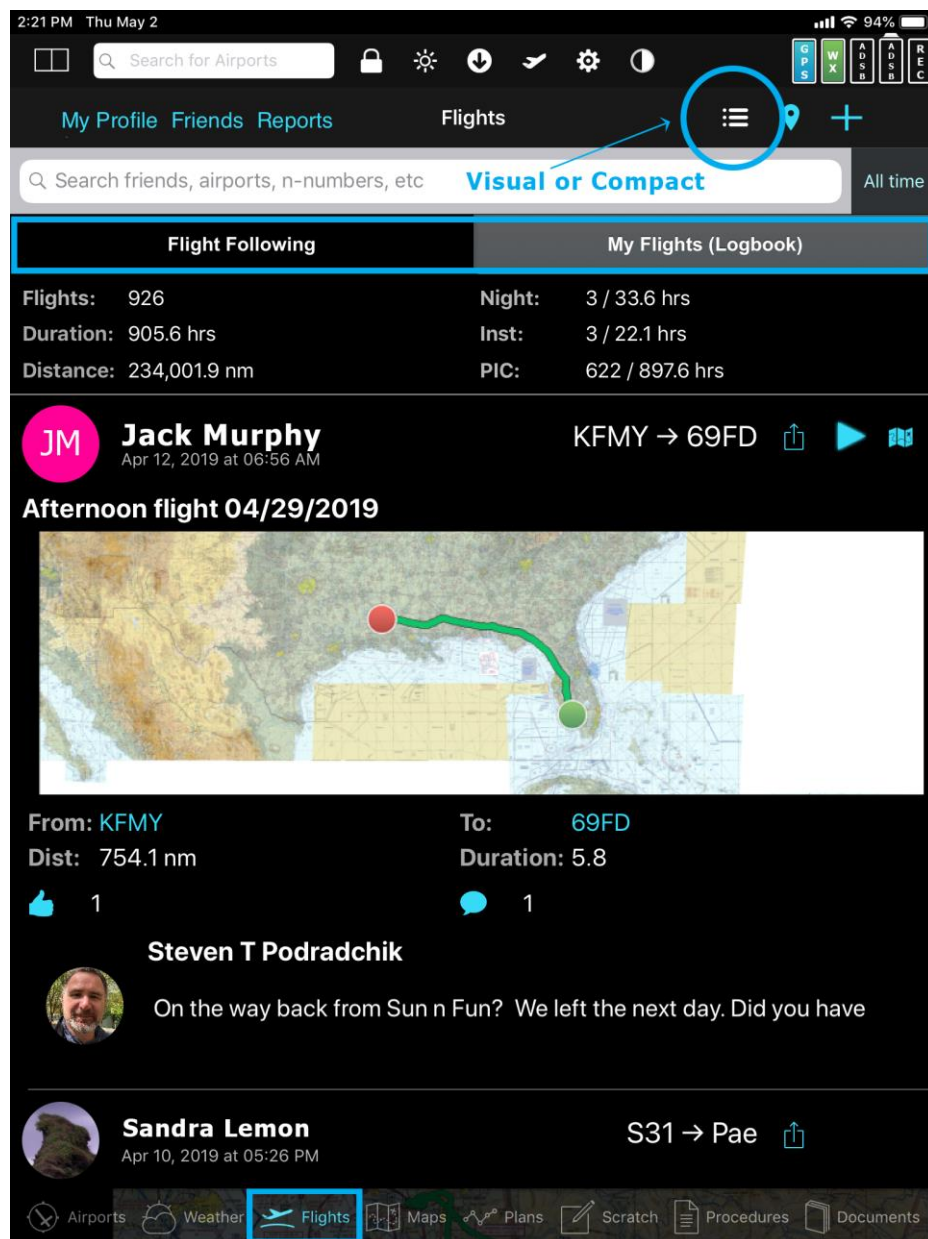 2:21 PM Thu May 2 94%
Search for Airports
GPS WX ADSB ADSB REC
My Profile Friends Reports Flights
Search friends, airports, n-numbers, etc Visual or Compact All time
Flight Following My Flights (Logbook)
Flights: 926 Night: 3 / 33.6 hrs
Duration: 905.6 hrs Inst: 3 / 22.1 hrs
Distance: 234,001.9 nm PIC: 622 / 897.6 hrs
JM Jack Murphy KFMY → 69FD
Apr 12, 2019 at 06:56 AM
Afternoon flight 04/29/2019
From: KFMY To: 69FD
Dist: 754.1 nm Duration: 5.8
1 1
Steven T Podradchik
On the way back from Sun n Fun? We left the next day. Did you have
Sandra Lemon S31 → Pae
Apr 10, 2019 at 05:26 PM
Airports Weather Flights Maps Plans Scratch Procedures Documents